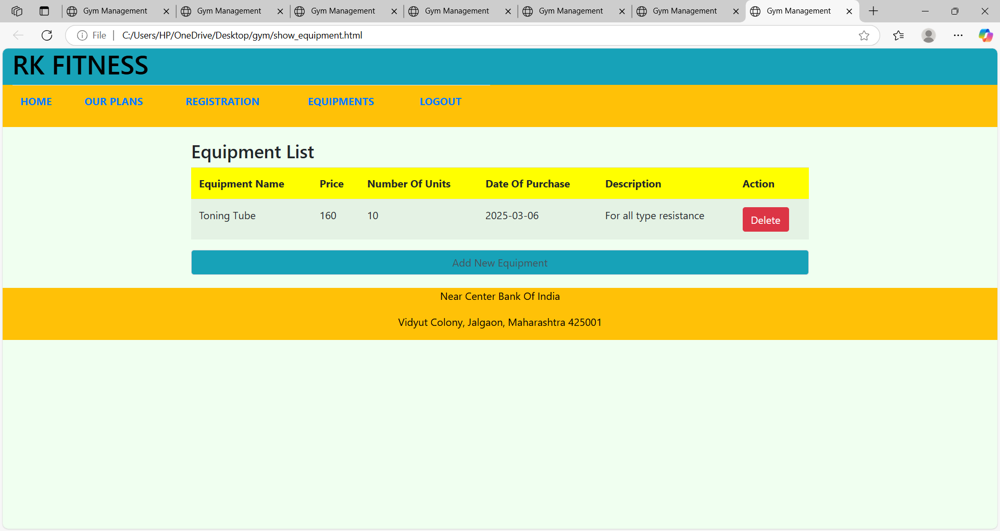 Gym Management Gym Management Gym Management Gym Management Gym Management Gym Management Gym Management
File C:/Users/HP/OneDrive/Desktop/gym/show_equipment.html
RK FITNESS
HOME OUR PLANS REGISTRATION EQUIPMENTS LOGOUT
Equipment List
Equipment Name Price Number Of Units Date Of Purchase Description Action
Toning Tube 160 10 2025-03-06 For all type resistance Delete
Add New Equipment
Near Center Bank Of India
Vidyut Colony, Jalgaon, Maharashtra 425001